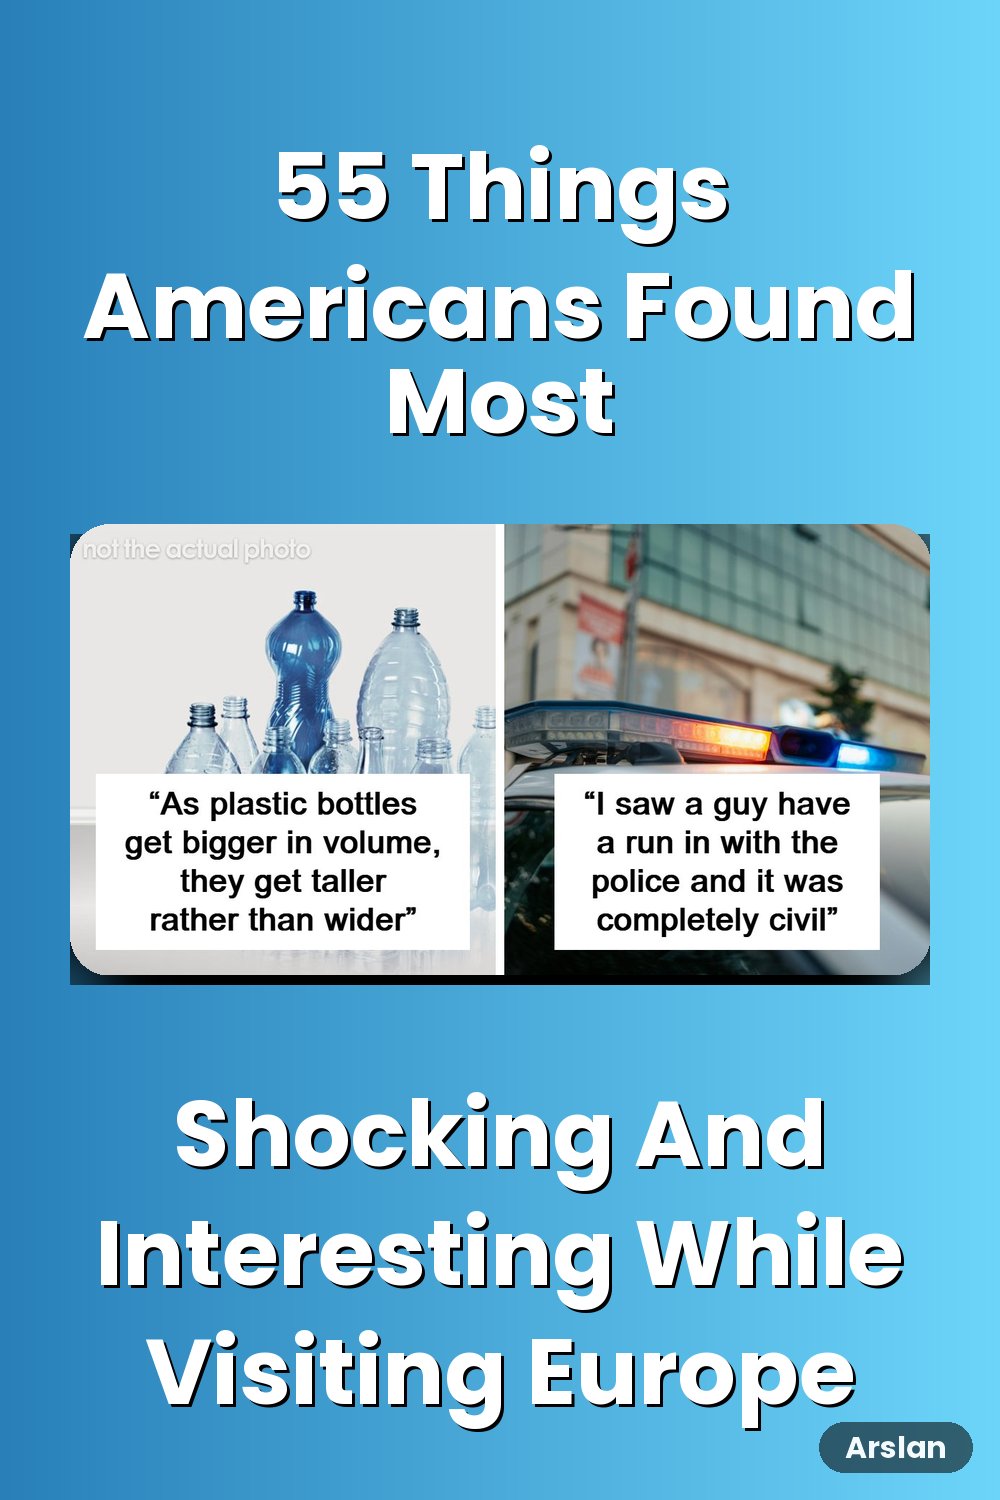 55 Things
Americans Found
Most
not the actual photo
“As plastic bottles
get bigger in volume,
they get taller
rather than wider”
“I saw a guy have
a run in with the
police and it was
completely civil”
Shocking And
Interesting While
Visiting Europe
Arslan